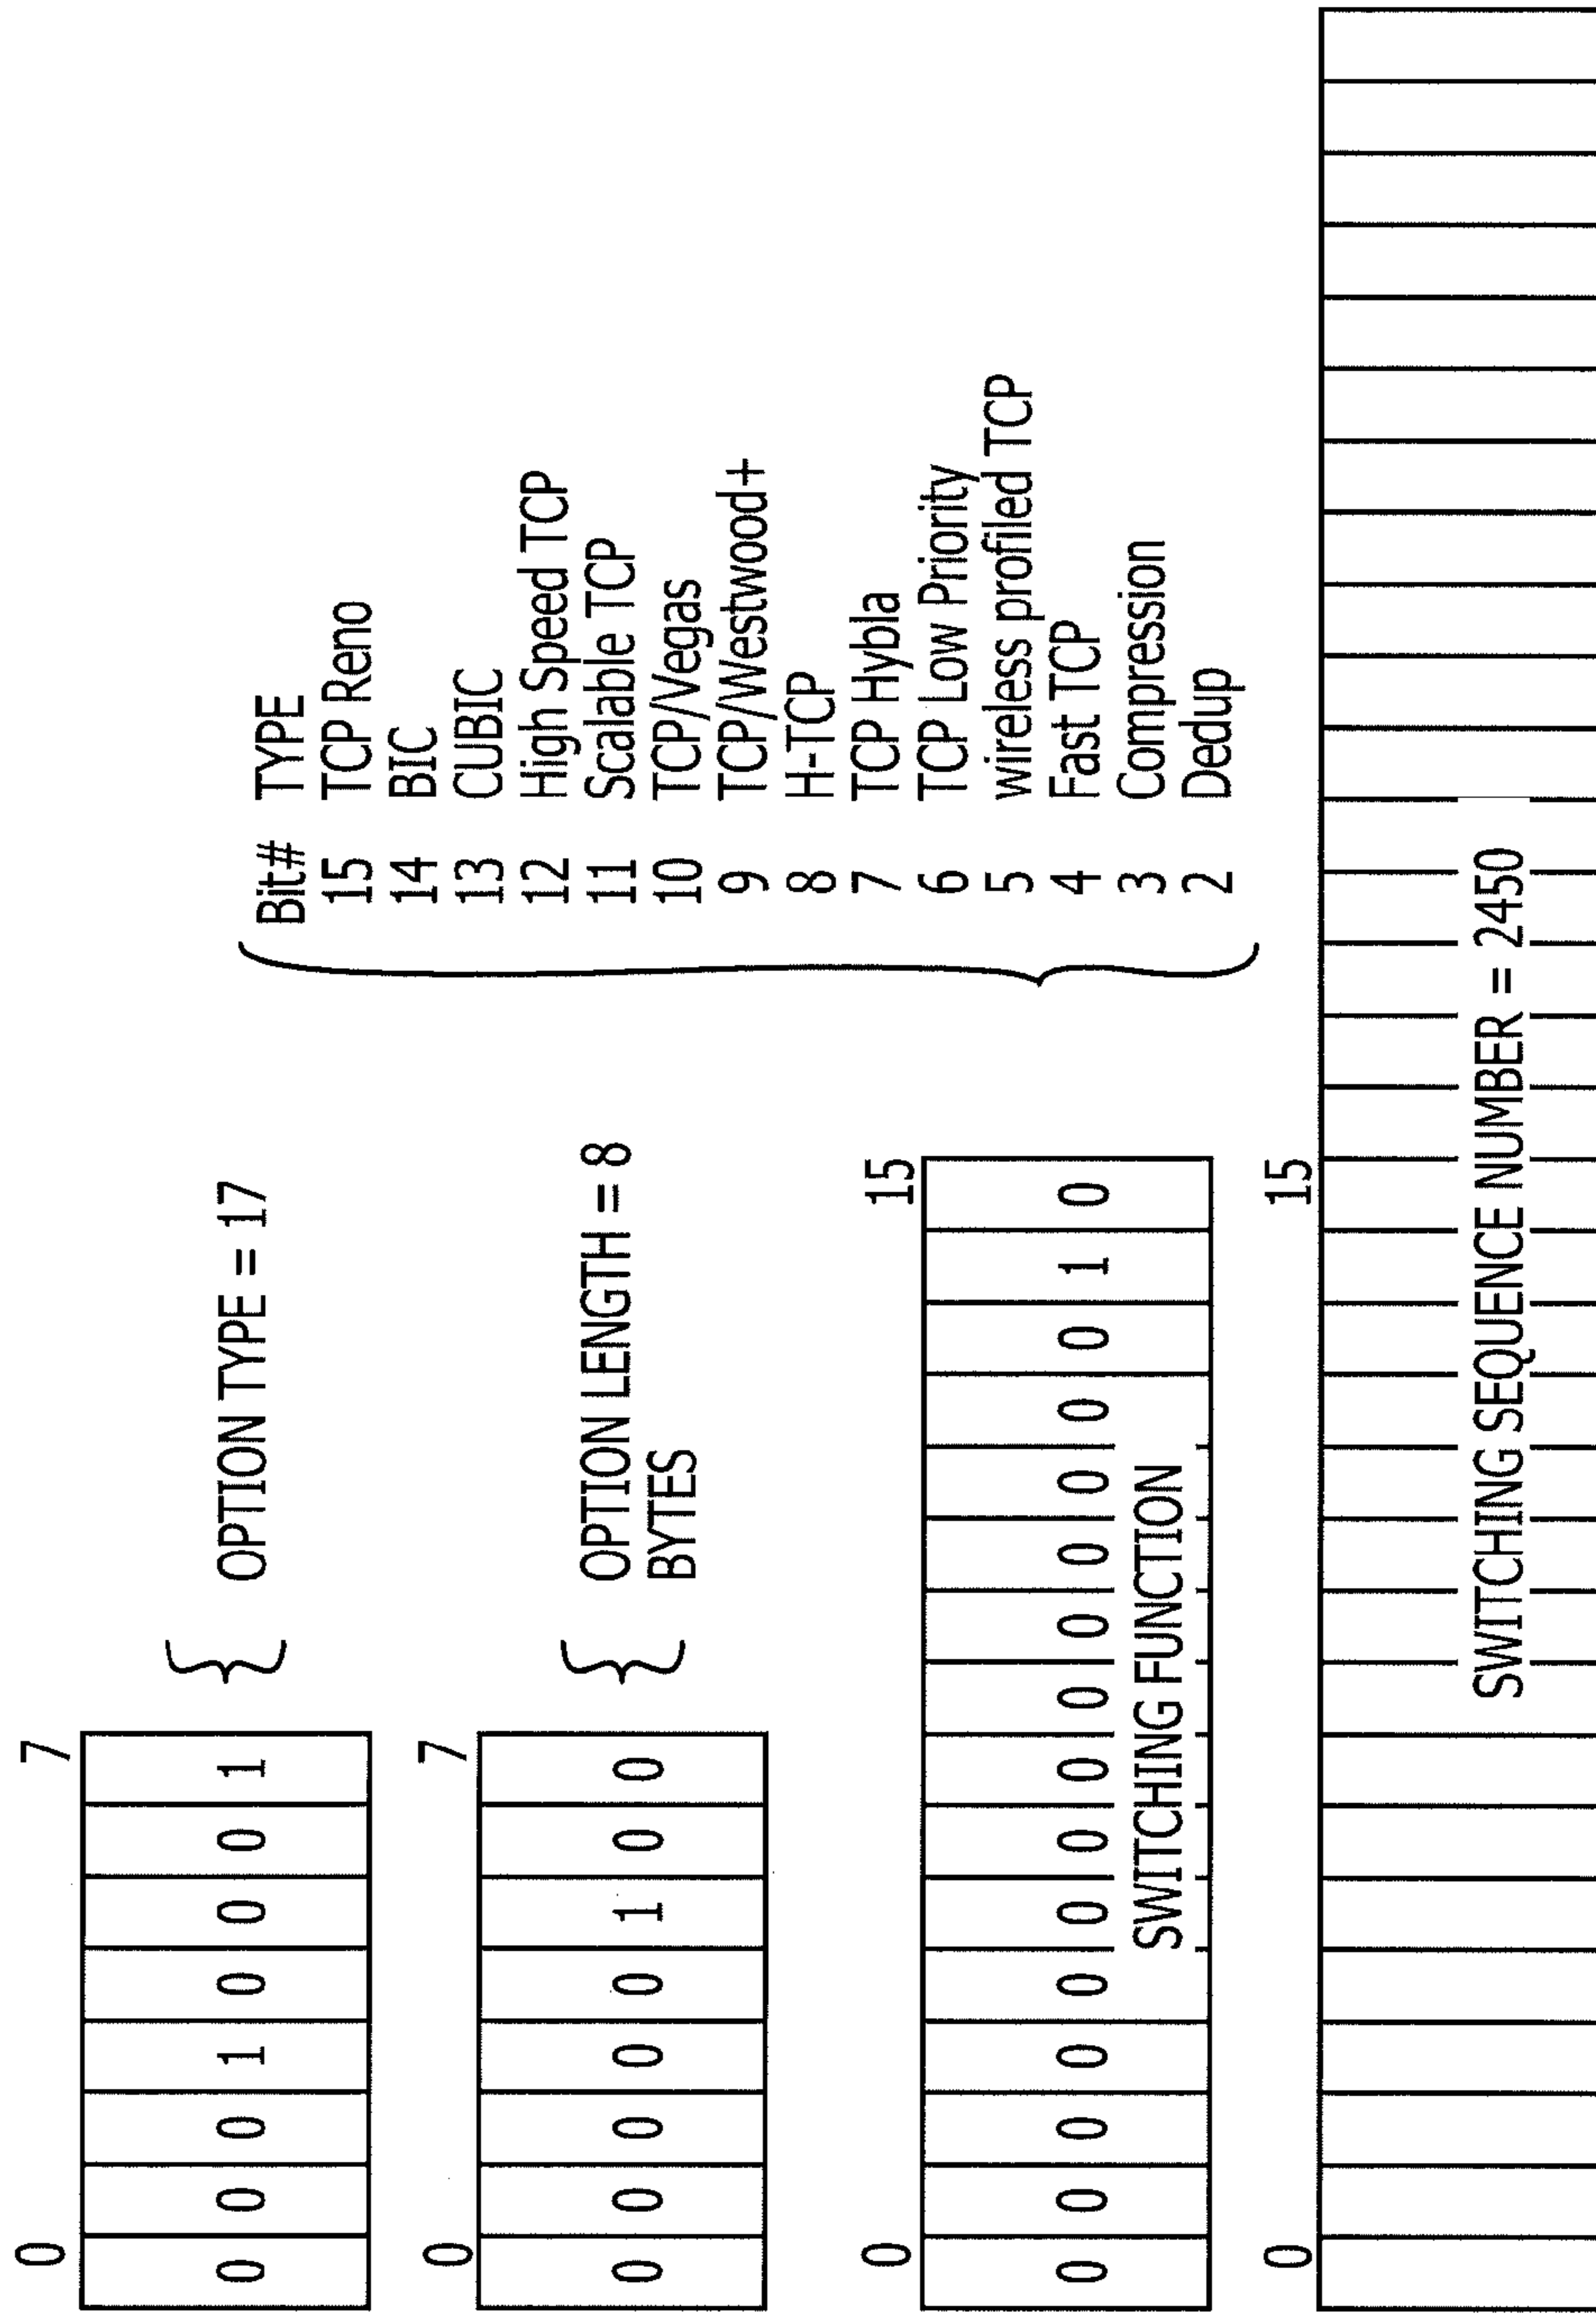 0 7
0 0 0 1 0 0 0 1
OPTION TYPE = 17
0 7
0 0 0 0 0 1 0 0
OPTION LENGTH = 8
BYTES
Bit# TYPE
15 TCP Reno
14 BIC
13 CUBIC
12 High Speed TCP
11 Scalable TCP
10 TCP/Vegas
9 TCP/Westwood+
8 H-TCP
7 TCP Hybla
6 TCP Low Priority
5 wireless profiled TCP
4 Fast TCP
3 Compression
2 Dedup
0 15
0 0 0 0 0 0 0 0 0 0 0 0 0 0 1 0
SWITCHING FUNCTION
0 15
SWITCHING SEQUENCE NUMBER = 2450